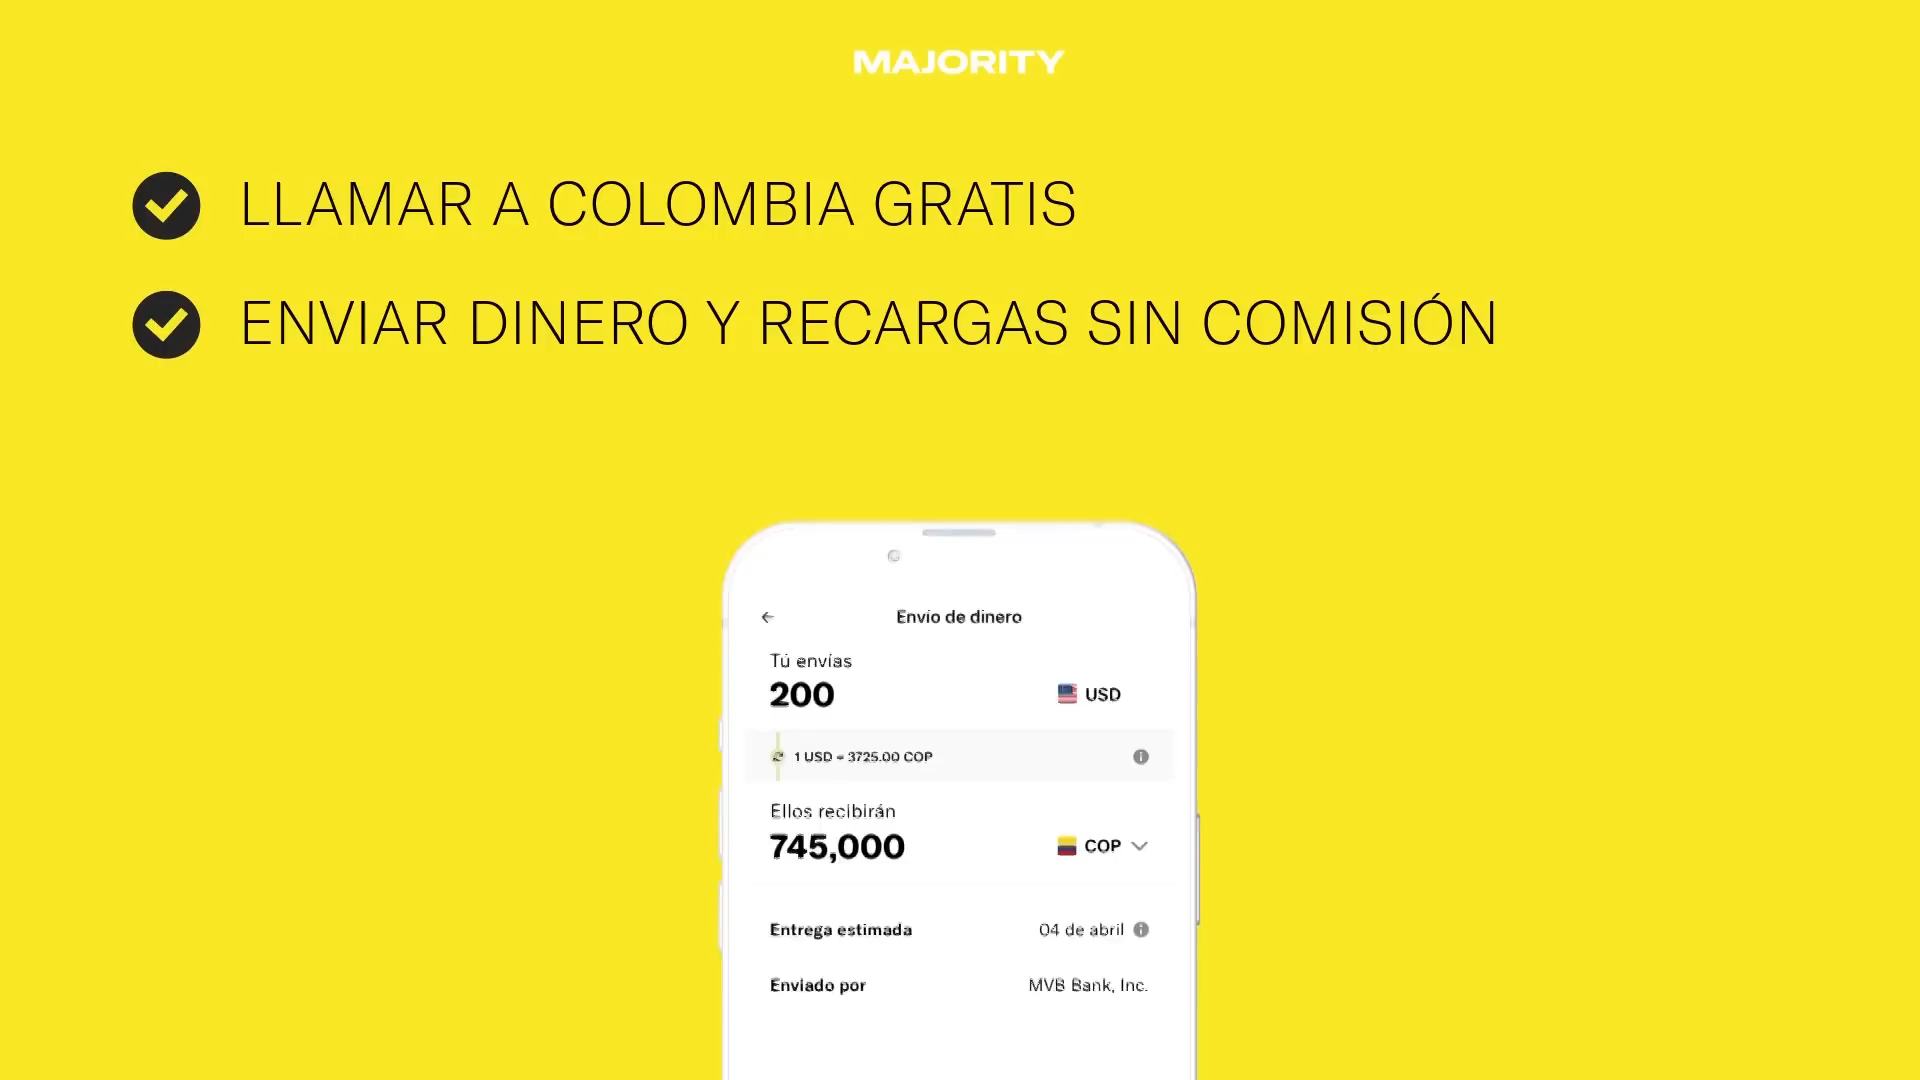 MAJORITY
LLAMAR A COLOMBIA GRATIS
ENVIAR DINERO Y RECARGAS SIN COMISIÓN
Envío de dinero
Tú envías
200 USD
1 USD = 3725.00 COP
Ellos recibirán
745,000 COP
Entrega estimada 04 de abril
Enviado por MVB Bank, Inc.